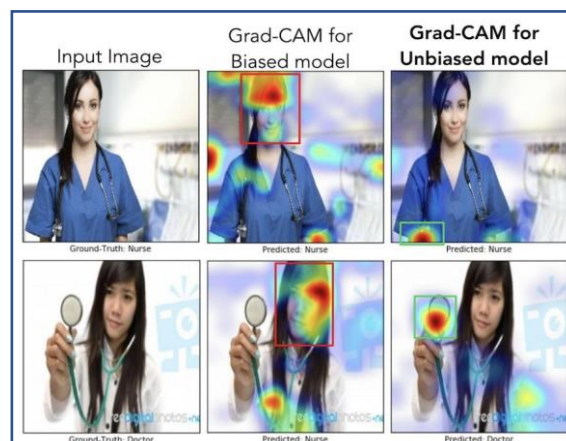 Input Image
Grad-CAM for
Biased model
Grad-CAM for
Unbiased model
Ground-Truth: Nurse
Predicted: Nurse
Predicted: Nurse
Ground-Truth: Doctor
Predicted: Nurse
Predicted: Doctor